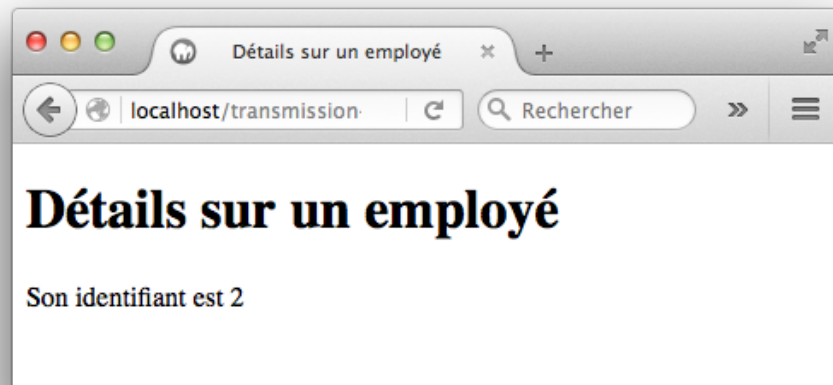 Détails sur un employé
localhost/transmission-
Rechercher
Détails sur un employé
Son identifiant est 2